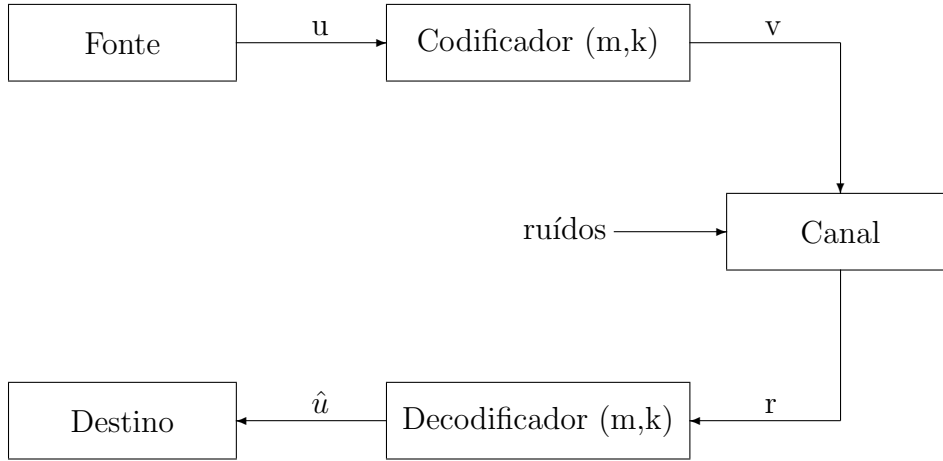 Fonte
u
Codificador (m,k)
v
ruídos
Canal
Destino
û
Decodificador (m,k)
r